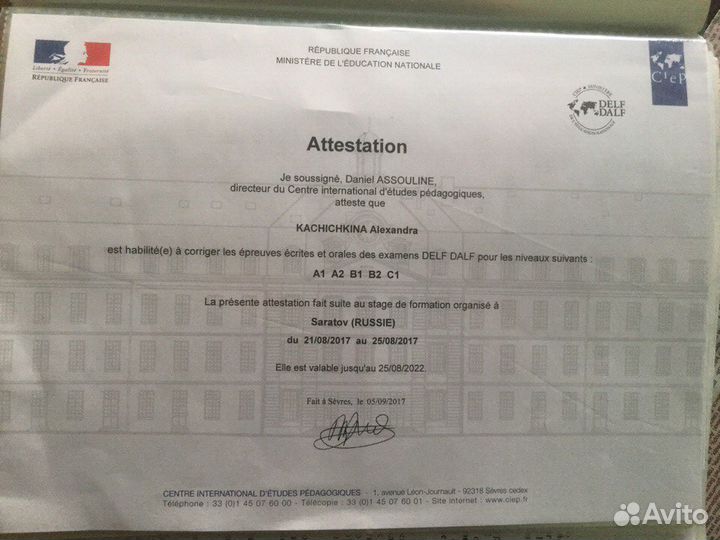 RÉPUBLIQUE FRANÇAISE
MINISTÈRE DE L'ÉDUCATION NATIONALE
Liberté • Égalité • Fraternité
RÉPUBLIQUE FRANÇAISE
CIEP
CIEP - MINISTÈRE
DELF
DALF
DE L'ÉDUCATION NATIONALE
Attestation
Je soussigné, Daniel ASSOULINE,
directeur du Centre international d'études pédagogiques,
atteste que
KACHICHKINA Alexandra
est habilité(e) à corriger les épreuves écrites et orales des examens DELF DALF pour les niveaux suivants :
A1 A2 B1 B2 C1
La présente attestation fait suite au stage de formation organisé à
Saratov (RUSSIE)
du 21/08/2017 au 25/08/2017
Elle est valable jusqu'au 25/08/2022.
Fait à Sèvres, le 05/09/2017
CENTRE INTERNATIONAL D'ÉTUDES PÉDAGOGIQUES - 1, avenue Léon-Journault - 92318 Sèvres cedex
Téléphone : 33 (0)1 45 07 60 00 - Télécopie : 33 (0)1 45 07 60 01 - Site Internet : www.ciep.fr
Avito